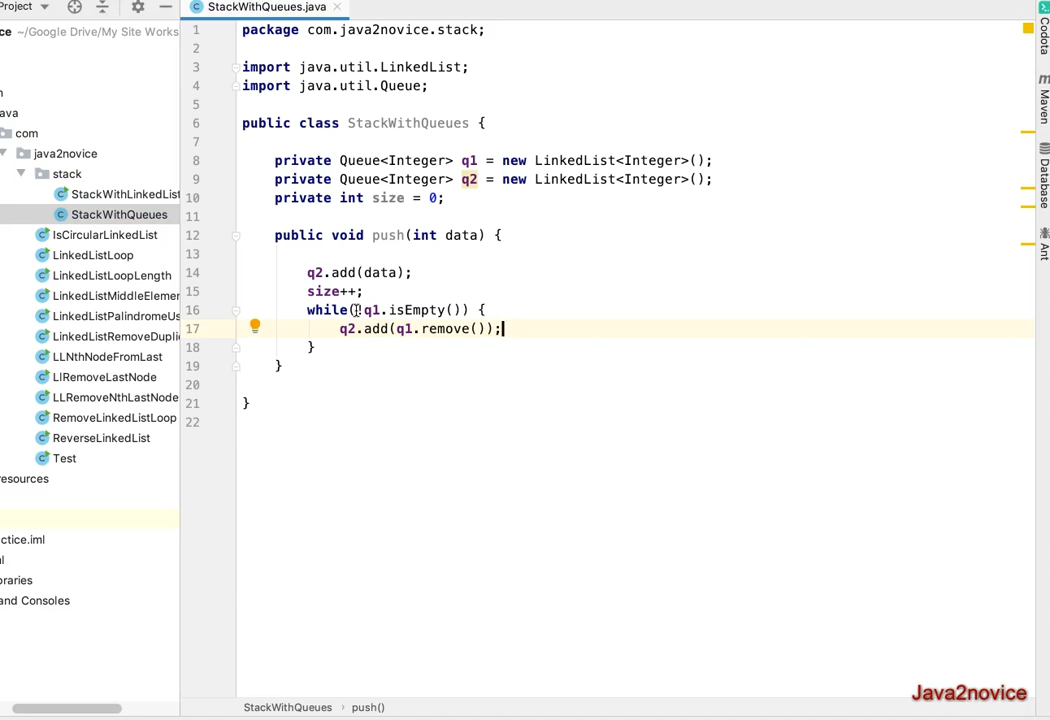 Project
StackWithQueues.java
ce ~/Google Drive/My Site Works
n
ava
com
java2novice
stack
StackWithLinkedList
StackWithQueues
IsCircularLinkedList
LinkedListLoop
LinkedListLoopLength
LinkedListMiddleElemer
LinkedListPalindromeUs
LinkedListRemoveDupli
LLNthNodeFromLast
LlRemoveLastNode
LLRemoveNthLastNode
RemoveLinkedListLoop
ReverseLinkedList
Test
resources
ctice.iml
l
praries
and Consoles
1 package com.java2novice.stack;
2
3 import java.util.LinkedList;
4 import java.util.Queue;
5
6 public class StackWithQueues {
7
8 private Queue<Integer> q1 = new LinkedList<Integer>();
9 private Queue<Integer> q2 = new LinkedList<Integer>();
10 private int size = 0;
11
12 public void push(int data) {
13
14 q2.add(data);
15 size++;
16 while(!q1.isEmpty()) {
17 q2.add(q1.remove());
18 }
19 }
20
21 }
22
Codota
m
Maven
Database
Ant
Java2novice
StackWithQueues › push()